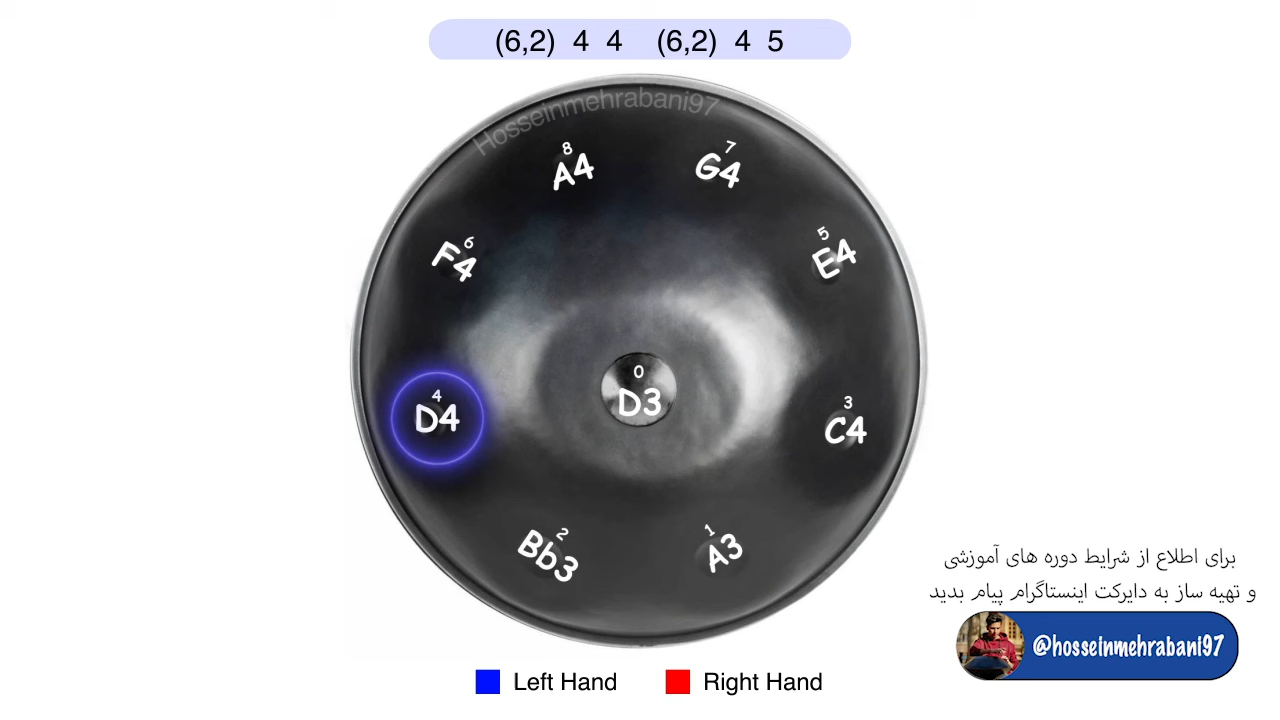 (6,2) 4 4 (6,2) 4 5
Hosseinmehrabani97
8
A4
7
G4
6
F4
5
E4
4
D4
0
D3
3
C4
2
Bb3
1
A3
برای اطلاع از شرایط دوره های آموزشی
و تهیه ساز به دایرکت اینستاگرام پیام بدید
@hosseinmehrabani97
Left Hand Right Hand